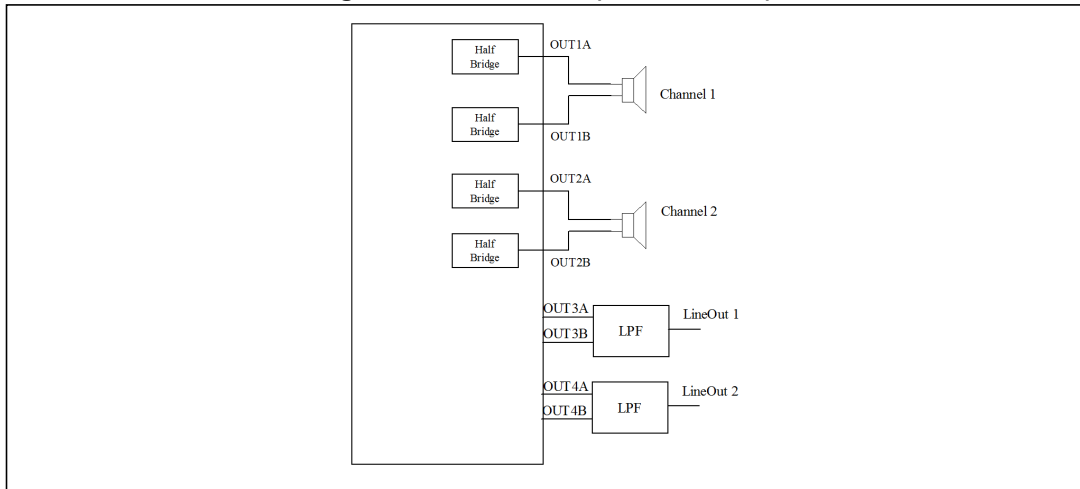 Half
Bridge
OUT1A
Channel 1
Half
Bridge
OUT1B
Half
Bridge
OUT2A
Channel 2
Half
Bridge
OUT2B
OUT3A
OUT3B
LPF
LineOut 1
OUT4A
OUT4B
LPF
LineOut 2